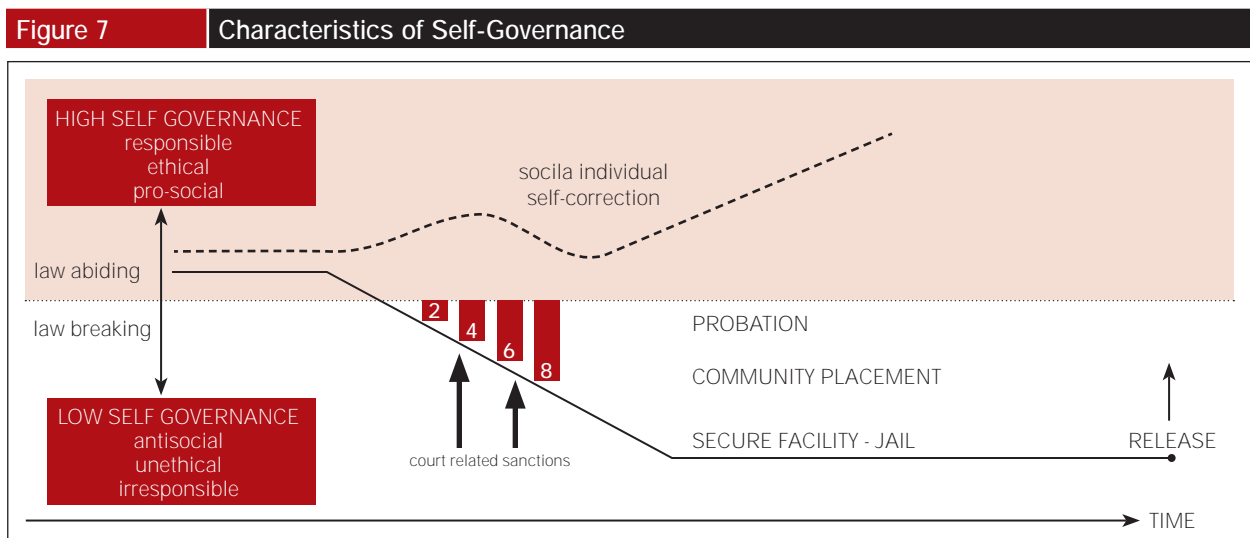 Figure 7
Characteristics of Self-Governance
HIGH SELF GOVERNANCE
responsible
ethical
pro-social
socila individual
self-correction
law abiding
law breaking
2
4
6
8
PROBATION
COMMUNITY PLACEMENT
SECURE FACILITY - JAIL
RELEASE
LOW SELF GOVERNANCE
antisocial
unethical
irresponsible
court related sanctions
TIME